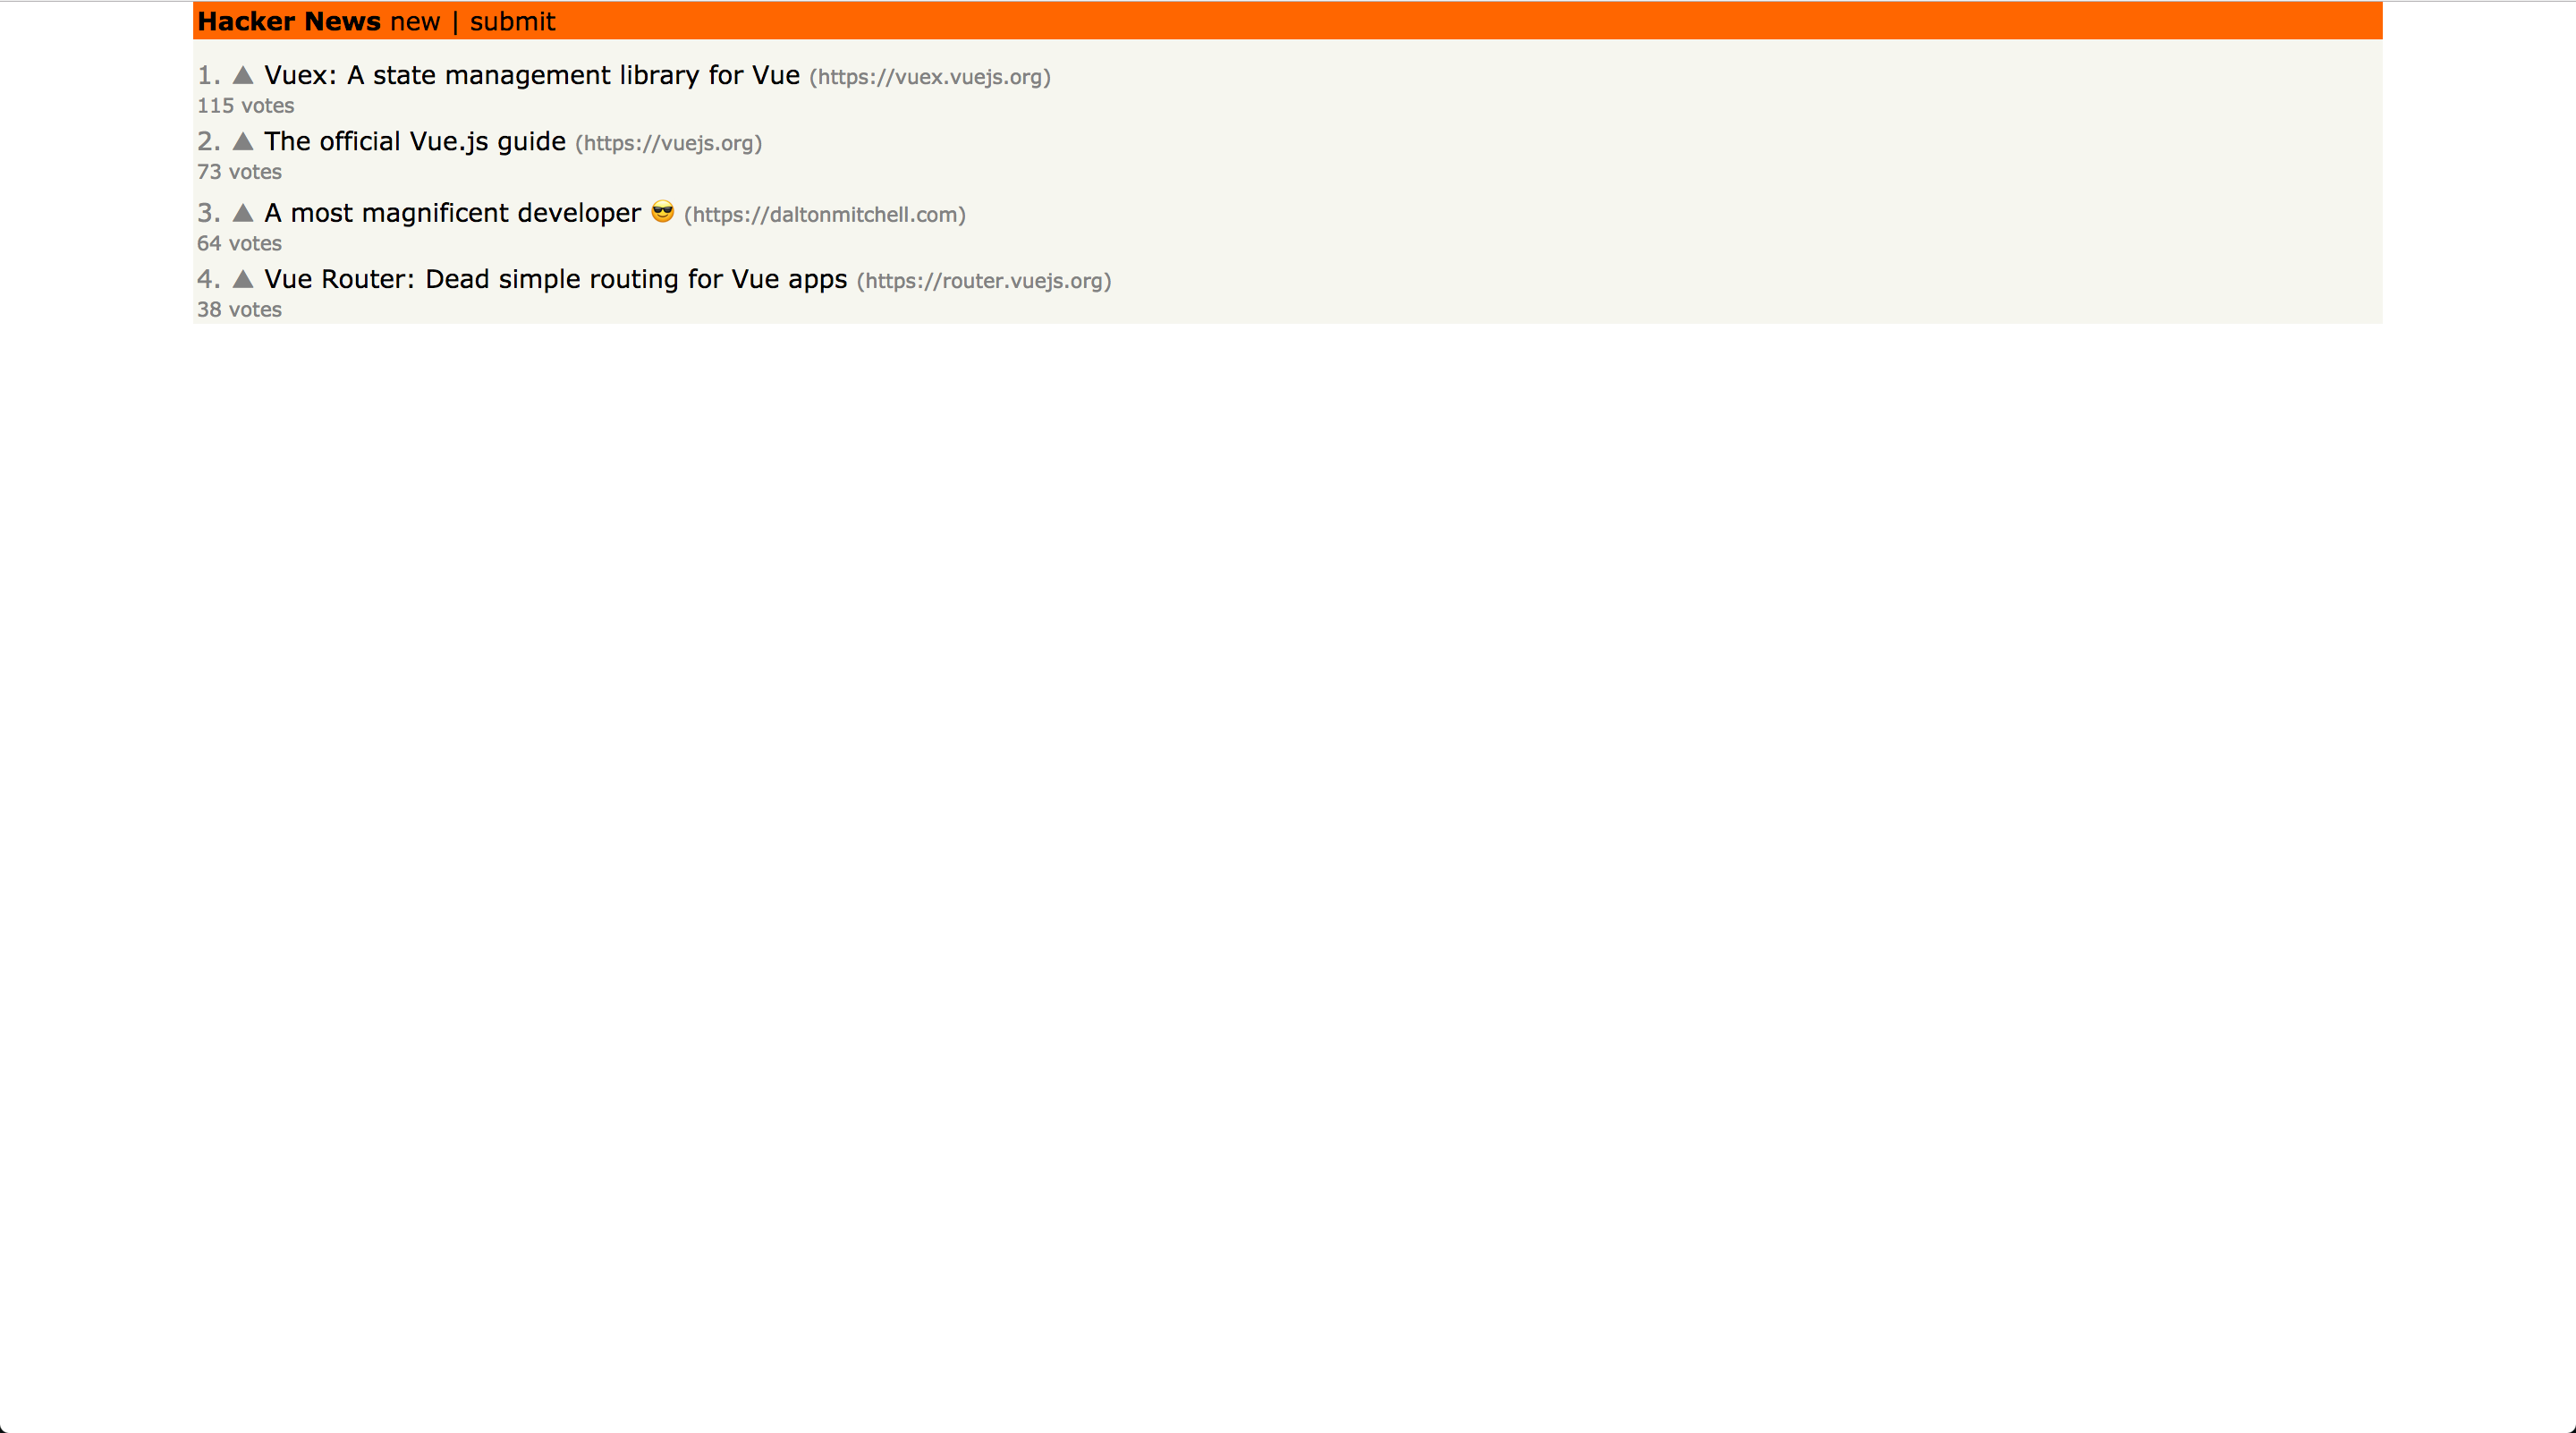 Hacker News new | submit
1. ▲ Vuex: A state management library for Vue (https://vuex.vuejs.org)
115 votes
2. ▲ The official Vue.js guide (https://vuejs.org)
73 votes
3. ▲ A most magnificent developer 😎 (https://daltonmitchell.com)
64 votes
4. ▲ Vue Router: Dead simple routing for Vue apps (https://router.vuejs.org)
38 votes